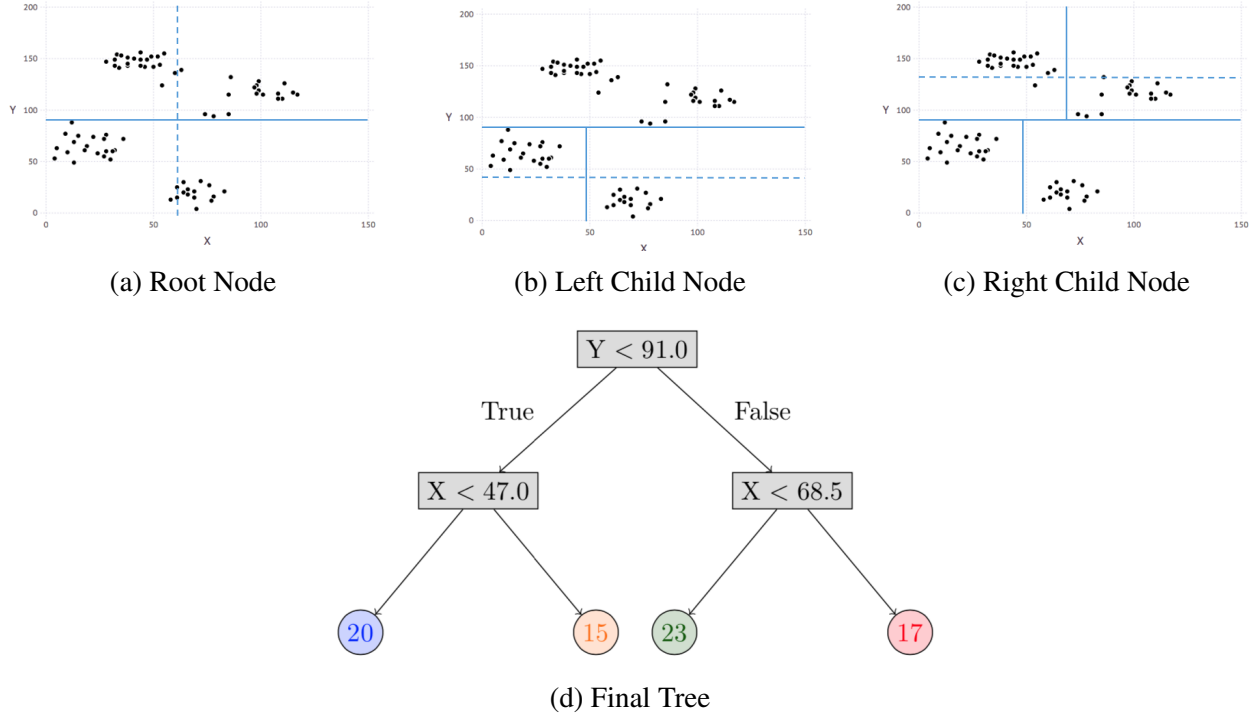 200
150
100
Y
50
0
0
50
100
150
X
(a) Root Node
200
150
100
Y
50
0
0
50
100
150
X
(b) Left Child Node
200
150
100
Y
50
0
0
50
100
150
X
(c) Right Child Node
Y < 91.0
True
False
X < 47.0
X < 68.5
20
15
23
17
(d) Final Tree